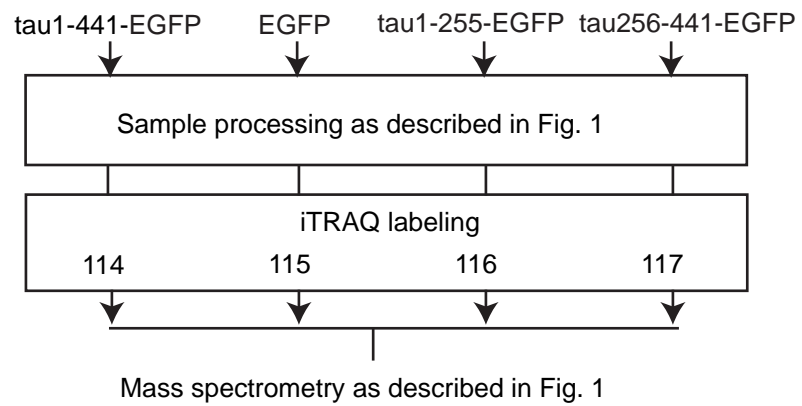 tau1-441-EGFP EGFP tau1-255-EGFP tau256-441-EGFP
Sample processing as described in Fig. 1
iTRAQ labeling
114 115 116 117
Mass spectrometry as described in Fig. 1